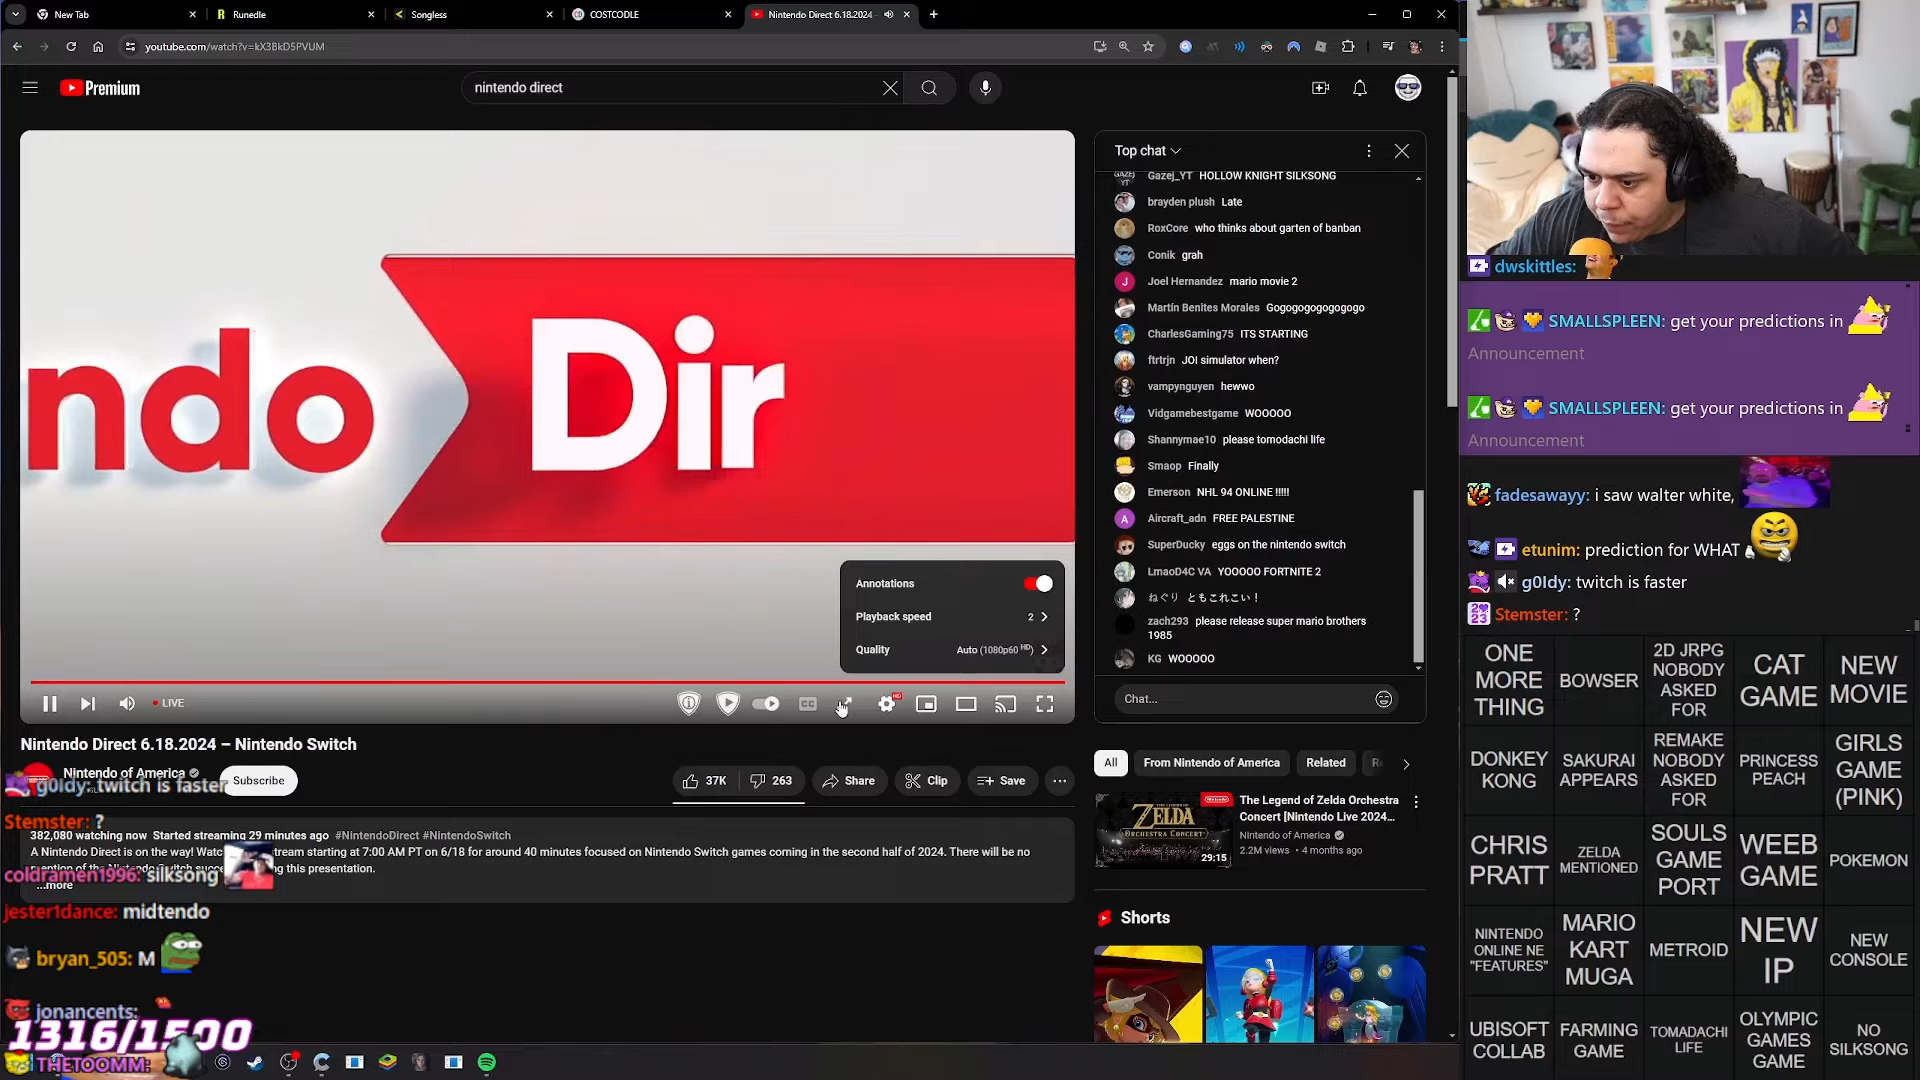 New Tab
Runedle
Songless
COSTCODLE
Nintendo Direct 6.18.2024
youtube.com/watch?v=kX3BkD5PVUM
Premium
nintendo direct
ndo Dir
Annotations
Playback speed 2
Quality Auto (1080p60 HD)
LIVE
Nintendo Direct 6.18.2024 – Nintendo Switch
Nintendo of America
Subscribe
37K
263
Share
Clip
Save
382,080 watching now Started streaming 29 minutes ago #NintendoDirect #NintendoSwitch
A Nintendo Direct is on the way!
stream starting at 7:00 AM PT on 6/18 for around 40 minutes focused on Nintendo Switch games coming in the second half of 2024. There will be no
this presentation.
...more
g0ldy: twitch is faster
Stemster: ?
coldramen1996: silksong
jester1dance: midtendo
bryan_505: M
jonancents:
1316/1500
THETOOMM:
Top chat
Gazej_YT HOLLOW KNIGHT SILKSONG
brayden plush Late
RoxCore who thinks about garten of banban
Conik grah
Joel Hernandez mario movie 2
Martín Benites Morales Gogogogogogogogo
CharlesGaming75 ITS STARTING
ftrtrjn JOI simulator when?
vampynguyen hewwo
Vidgamebestgame WOOOOO
Shannymae10 please tomodachi life
Smaop Finally
Emerson NHL 94 ONLINE !!!!!
Aircraft_adn FREE PALESTINE
SuperDucky eggs on the nintendo switch
LmaoD4C VA YOOOOO FORTNITE 2
ねぐり ともこれこい！
zach293 please release super mario brothers
1985
KG WOOOOO
Chat...
All
From Nintendo of America
Related
The Legend of Zelda Orchestra
Concert [Nintendo Live 2024...
Nintendo of America
2.2M views • 4 months ago
ZELDA
ORCHESTRA CONCERT
29:15
Shorts
dwskittles:
SMALLSPLEEN: get your predictions in
Announcement
SMALLSPLEEN: get your predictions in
Announcement
fadesawayy: i saw walter white,
etunim: prediction for WHAT
g0ldy: twitch is faster
Stemster: ?
ONE MORE THING
BOWSER
2D JRPG NOBODY ASKED FOR
CAT GAME
NEW MOVIE
DONKEY KONG
SAKURAI APPEARS
REMAKE NOBODY ASKED FOR
PRINCESS PEACH
GIRLS GAME (PINK)
CHRIS PRATT
ZELDA MENTIONED
SOULS GAME PORT
WEEB GAME
POKEMON
NINTENDO ONLINE NE "FEATURES"
MARIO KART MUGA
METROID
NEW IP
NEW CONSOLE
UBISOFT COLLAB
FARMING GAME
TOMADACHI LIFE
OLYMPIC GAMES GAME
NO SILKSONG